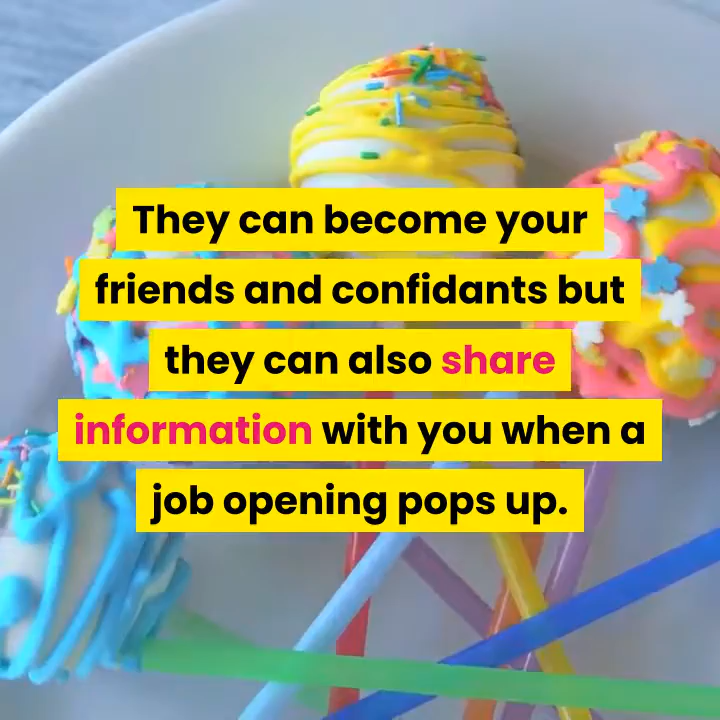 They can become your
friends and confidants but
they can also share
information with you when a
job opening pops up.